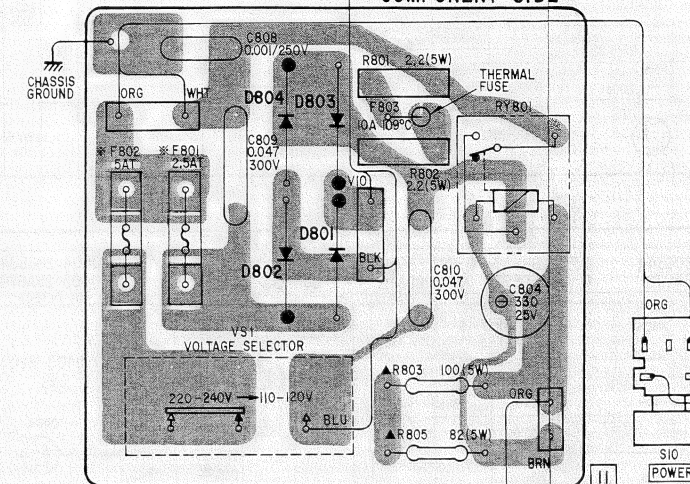 COMPONENT SIDE
C808
0.001/250V
R801 2.2(5W)
CHASSIS
GROUND
THERMAL
FUSE
ORG
WHT
D804
D803
F803
10A 109°C
RY801
C809
0.047
300V
※F802
5AT
※F801
2.5AT
R802
2.2(5W)
V10
D801
D802
BLK
C810
0.047
300V
C804
330
25V
ORG
VS1
VOLTAGE SELECTOR
▲R803 100(5W)
220-240V→110-120V
ORG
BLU
▲R805 82(5W)
BRN
S10
POWER